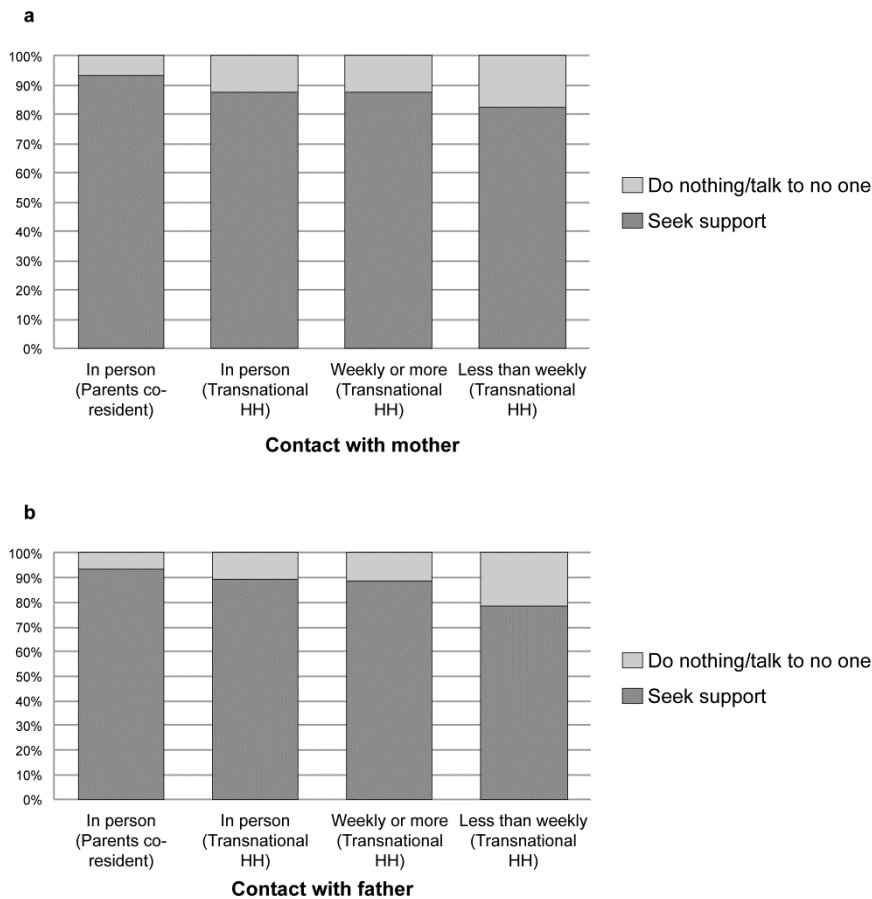 a
100%
90%
80%
70%
60%
50%
40%
30%
20%
10%
0%
In person
(Parents co-
resident)
In person
(Transnational
HH)
Weekly or more
(Transnational
HH)
Less than weekly
(Transnational
HH)
Contact with mother
Do nothing/talk to no one
Seek support
b
100%
90%
80%
70%
60%
50%
40%
30%
20%
10%
0%
In person
(Parents co-
resident)
In person
(Transnational
HH)
Weekly or more
(Transnational
HH)
Less than weekly
(Transnational
HH)
Contact with father
Do nothing/talk to no one
Seek support